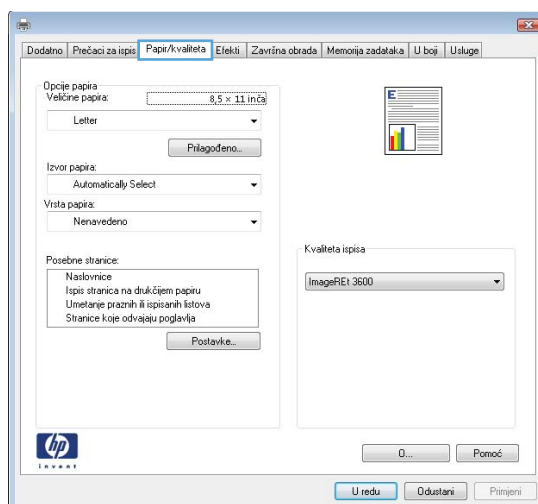 Dodatno Prečaci za ispis Papir/kvaliteta Efekti Završna obrada Memorija zadataka U boji Usluge
Opcije papira
Veličine papira: 8,5 × 11 inča
Letter
Prilagođeno...
Izvor papira:
Automatically Select
Vrsta papira:
Nenavedeno
Posebne stranice:
Naslovnice
Ispis stranica na drukčijem papiru
Umetanje praznih ili ispisanih listova
Stranice koje odvajaju poglavlja
Postavke...
E
Kvaliteta ispisa
ImageREt 3600
hp
invent
O... Pomoć
U redu Odustani Primijeni